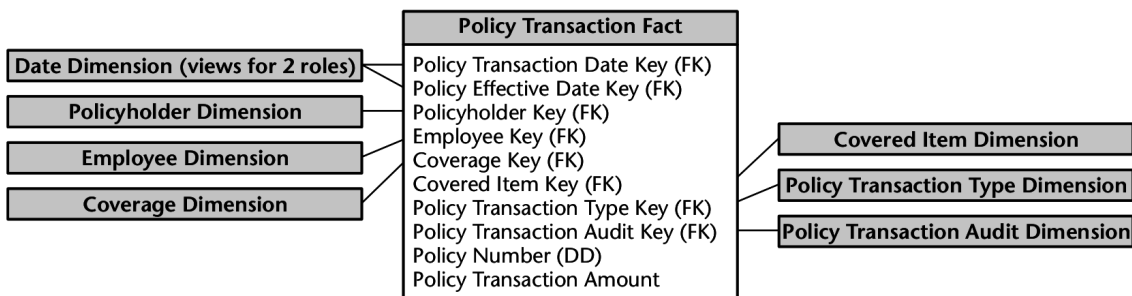 Date Dimension (views for 2 roles)
Policyholder Dimension
Employee Dimension
Coverage Dimension
Policy Transaction Fact
Policy Transaction Date Key (FK)
Policy Effective Date Key (FK)
Policyholder Key (FK)
Employee Key (FK)
Coverage Key (FK)
Covered Item Key (FK)
Policy Transaction Type Key (FK)
Policy Transaction Audit Key (FK)
Policy Number (DD)
Policy Transaction Amount
Covered Item Dimension
Policy Transaction Type Dimension
Policy Transaction Audit Dimension